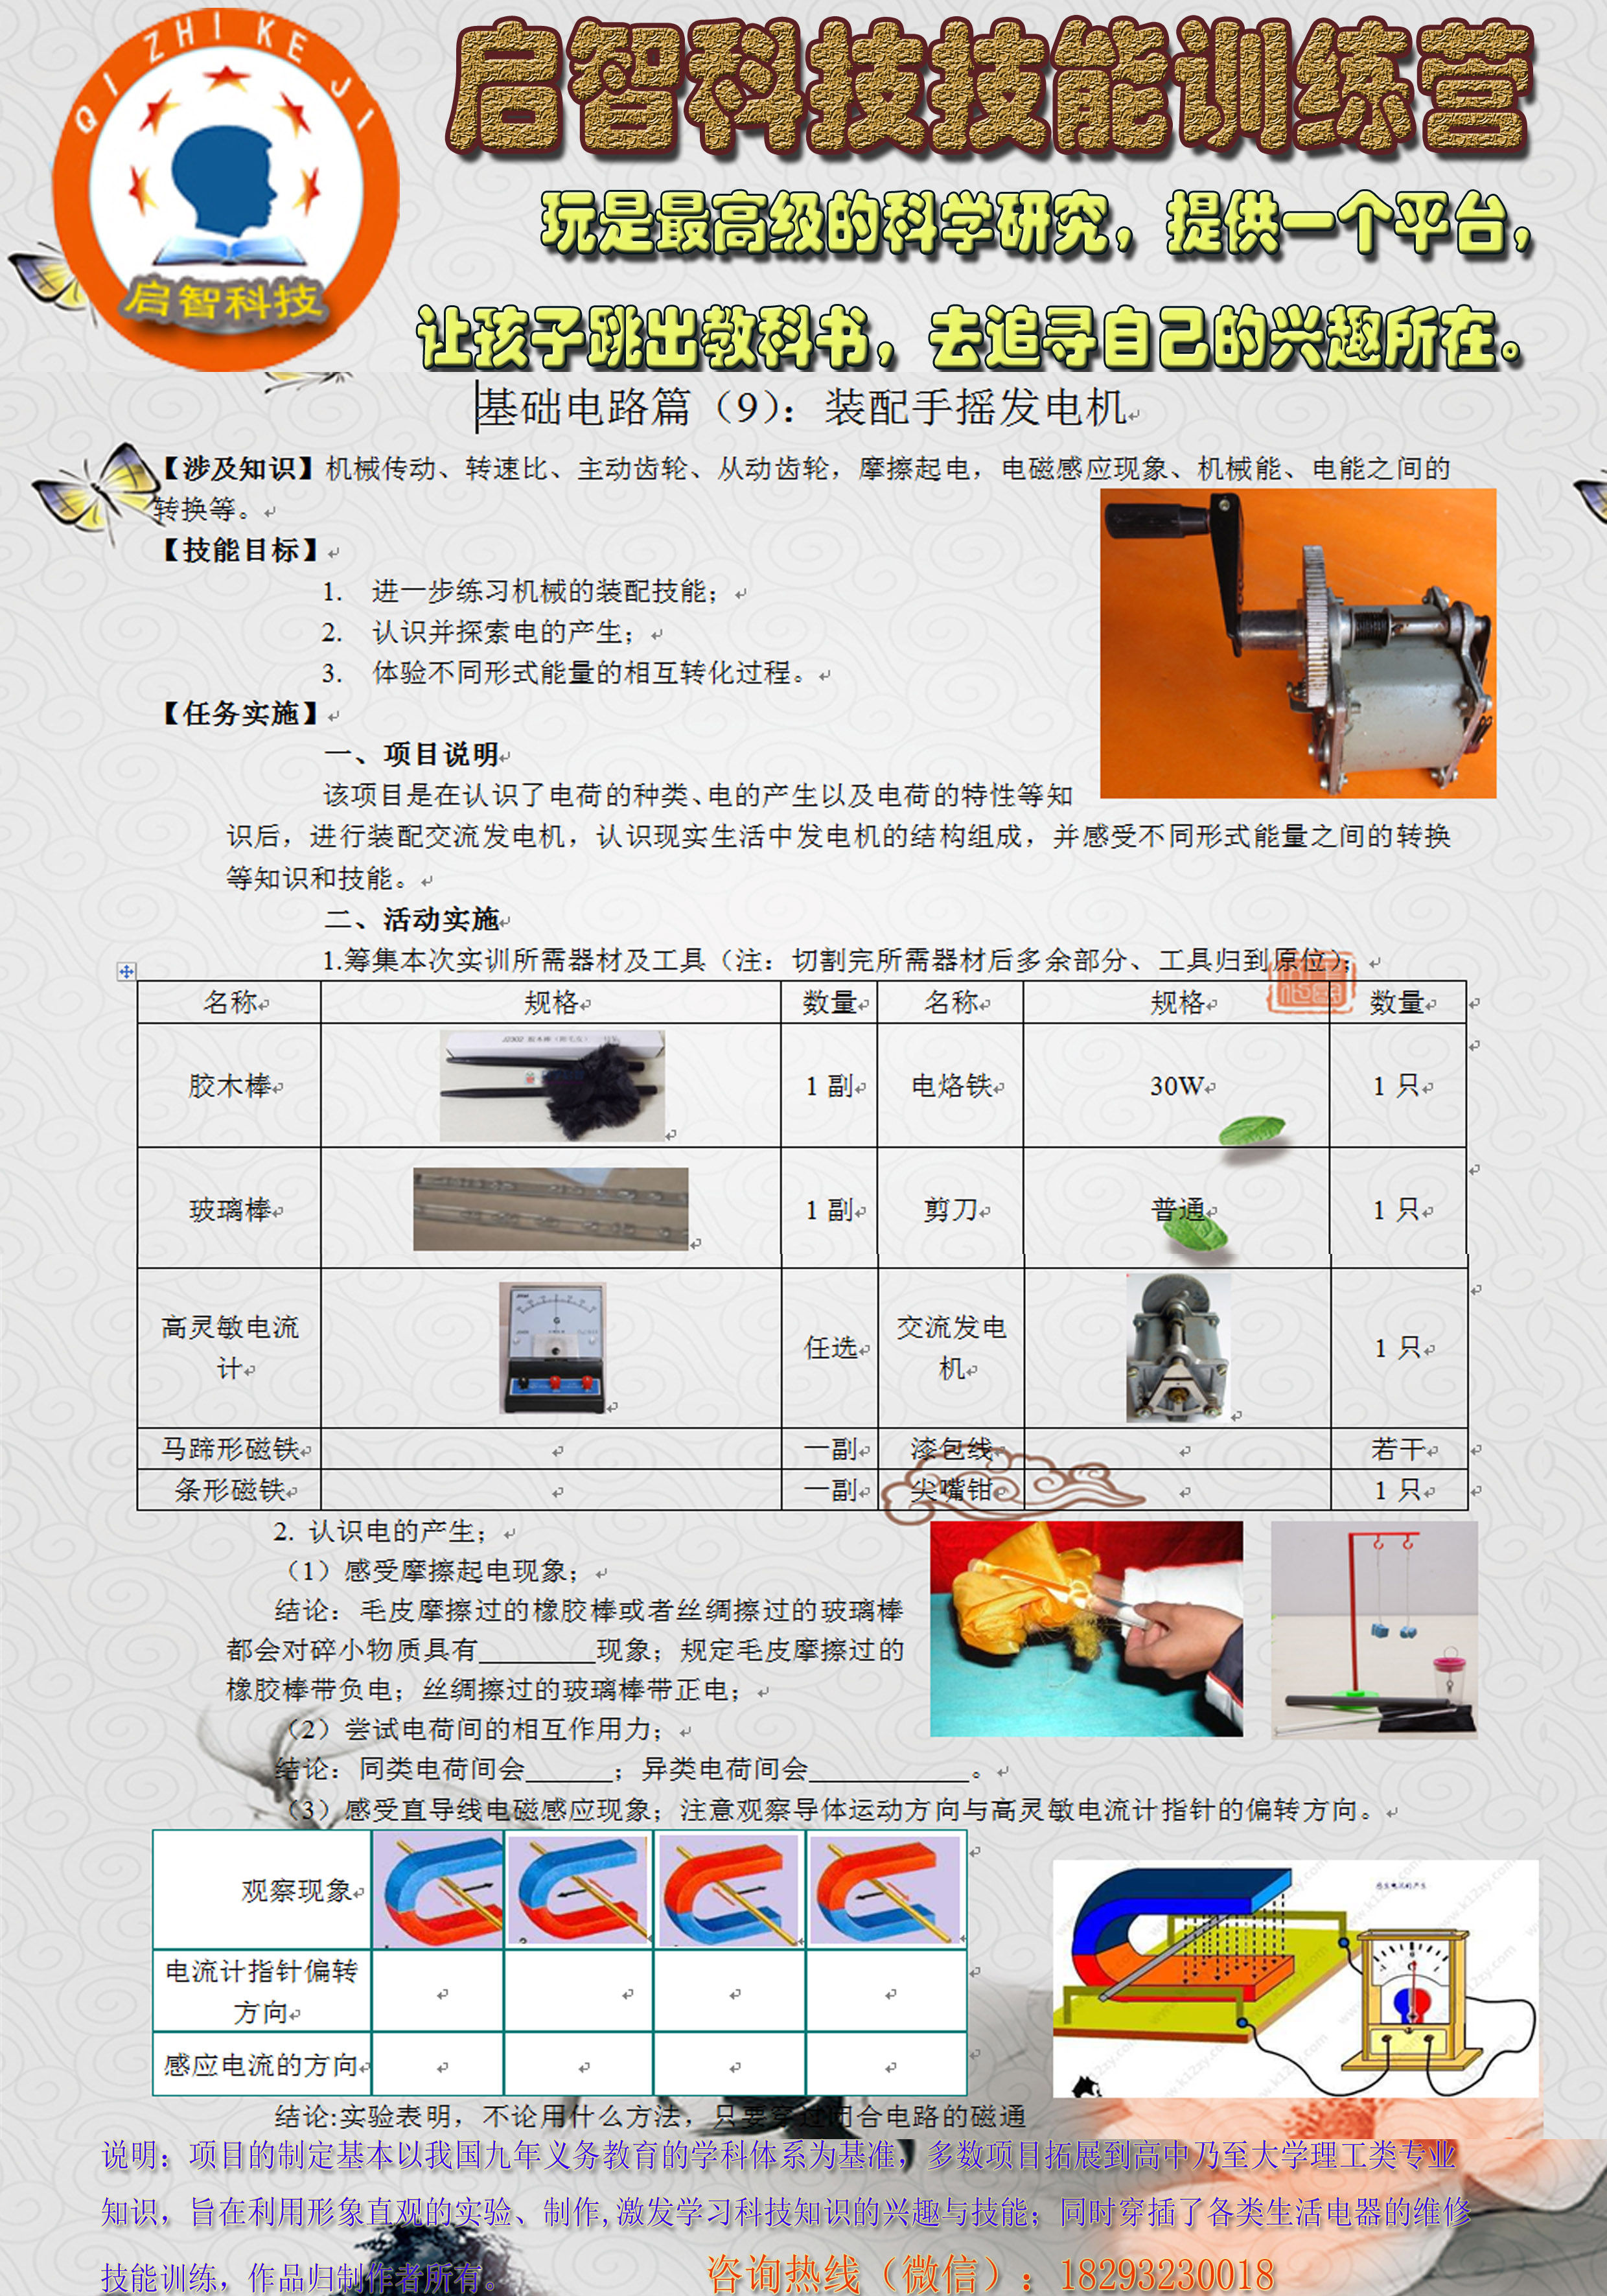 QI ZHI KE JI
启智科技
启智科技技能训练营
玩是最高级的科学研究，提供一个平台，
让孩子跳出教科书，去追寻自己的兴趣所在。
基础电路篇（9）：装配手摇发电机
【涉及知识】机械传动、转速比、主动齿轮、从动齿轮，摩擦起电，电磁感应现象、机械能、电能之间的
转换等。
【技能目标】
1. 进一步练习机械的装配技能；
2. 认识并探索电的产生；
3. 体验不同形式能量的相互转化过程。
【任务实施】
一、项目说明
该项目是在认识了电荷的种类、电的产生以及电荷的特性等知
识后，进行装配交流发电机，认识现实生活中发电机的结构组成，并感受不同形式能量之间的转换
等知识和技能。
二、活动实施
1.筹集本次实训所需器材及工具（注：切割完所需器材后多余部分、工具归到原位）；
名称 规格 数量 名称 规格 数量
胶木棒 1 副 电烙铁 30W 1 只
玻璃棒 1 副 剪刀 普通 1 只
高灵敏电流计 任选 交流发电机 1 只
马蹄形磁铁 一副 漆包线 若干
条形磁铁 一副 尖嘴钳 1 只
2. 认识电的产生；
（1）感受摩擦起电现象；
结论：毛皮摩擦过的橡胶棒或者丝绸擦过的玻璃棒
都会对碎小物质具有________现象；规定毛皮摩擦过的
橡胶棒带负电；丝绸擦过的玻璃棒带正电；
（2）尝试电荷间的相互作用力；
结论：同类电荷间会______；异类电荷间会___________。
（3）感受直导线电磁感应现象；注意观察导体运动方向与高灵敏电流计指针的偏转方向。
观察现象
电流计指针偏转
方向
感应电流的方向
感应电流的产生
结论:实验表明，不论用什么方法，只要穿过闭合电路的磁通
说明：项目的制定基本以我国九年义务教育的学科体系为基准，多数项目拓展到高中乃至大学理工类专业
知识，旨在利用形象直观的实验、制作,激发学习科技知识的兴趣与技能；同时穿插了各类生活电器的维修
技能训练，作品归制作者所有。
咨询热线（微信）：18293230018